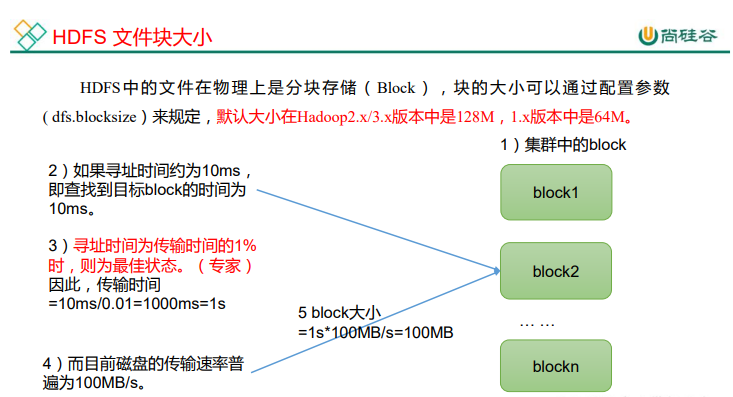 HDFS 文件块大小
尚硅谷
HDFS中的文件在物理上是分块存储（Block），块的大小可以通过配置参数
( dfs.blocksize）来规定，默认大小在Hadoop2.x/3.x版本中是128M，1.x版本中是64M。
1）集群中的block
2）如果寻址时间约为10ms，
即查找到目标block的时间为
10ms。
block1
3）寻址时间为传输时间的1%
时，则为最佳状态。（专家）
因此，传输时间
=10ms/0.01=1000ms=1s
block2
5 block大小
=1s*100MB/s=100MB
… …
4）而目前磁盘的传输速率普
遍为100MB/s。
blockn